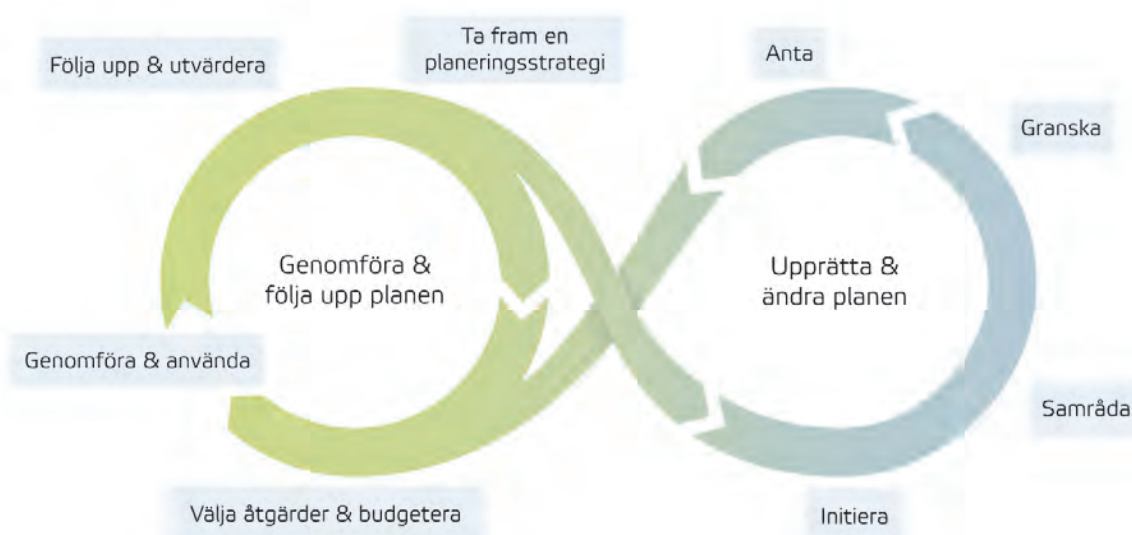 Följa upp & utvärdera
Ta fram en
planeringsstrategi
Anta
Granska
Genomföra &
följa upp planen
Upprätta &
ändra planen
Genomföra & använda
Samråda
Välja åtgärder & budgetera
Initiera